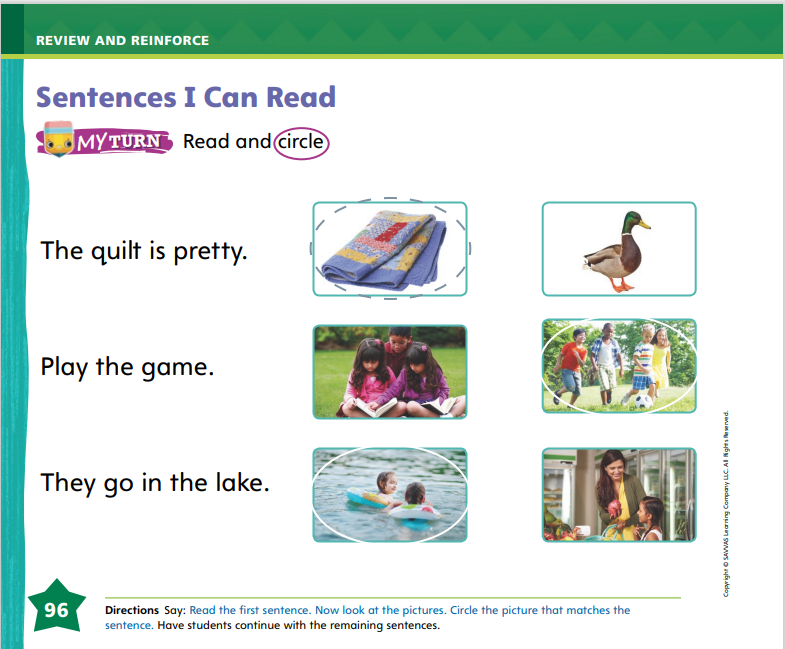 REVIEW AND REINFORCE
Sentences I Can Read
MY TURN Read and circle
The quilt is pretty.
Play the game.
They go in the lake.
Copyright © SAVVAS Learning Company LLC. All Rights Reserved.
96
Directions Say: Read the first sentence. Now look at the pictures. Circle the picture that matches the
sentence. Have students continue with the remaining sentences.